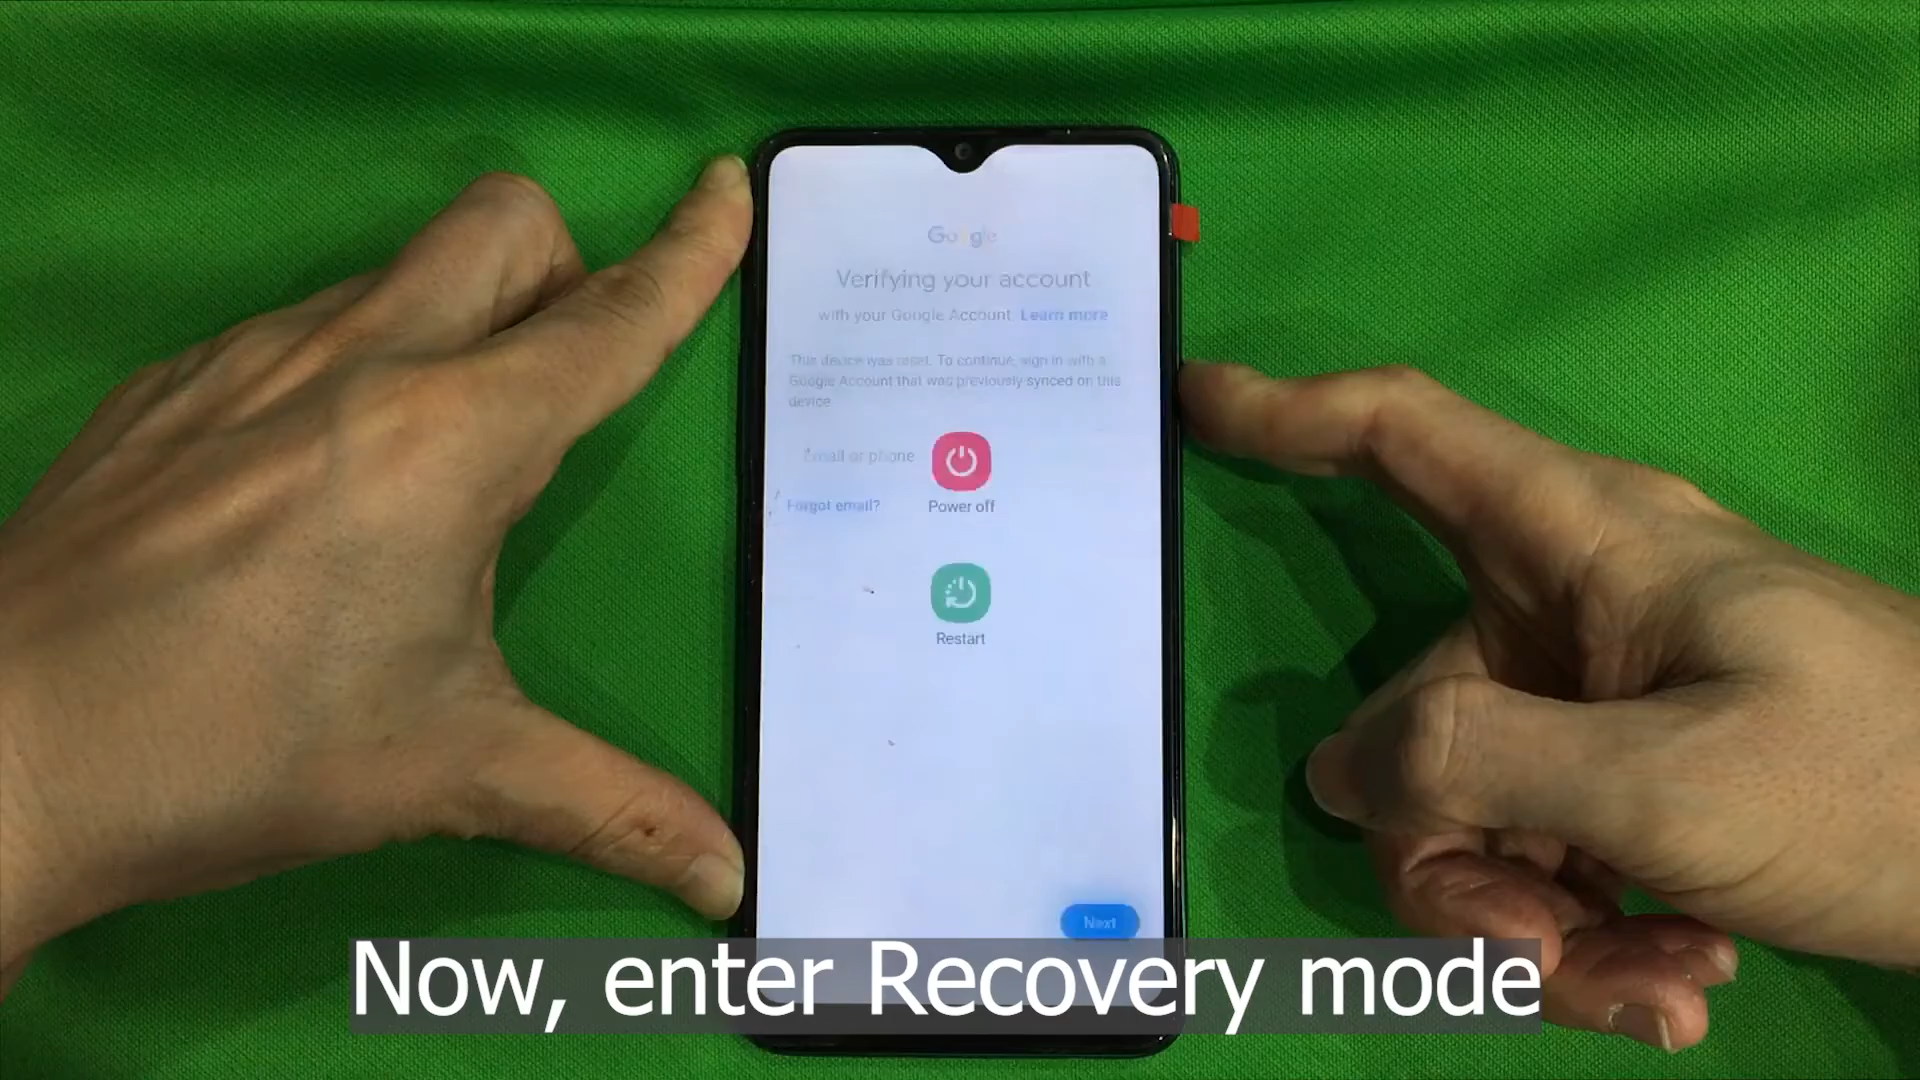 Google
Verifying your account
with your Google Account. Learn more
This device was reset. To continue, sign in with a
Google Account that was previously synced on this
device.
Email or phone
Power off
Forgot email?
Restart
Next
Now, enter Recovery mode